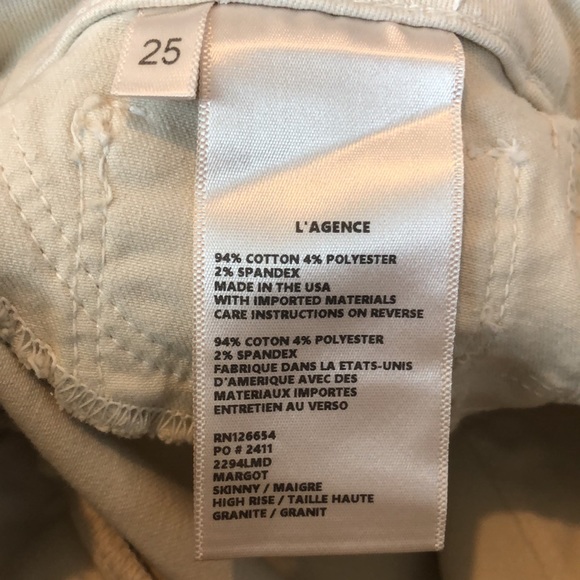 25
L'AGENCE
94% COTTON 4% POLYESTER
2% SPANDEX
MADE IN THE USA
WITH IMPORTED MATERIALS
CARE INSTRUCTIONS ON REVERSE
94% COTON 4% POLYESTER
2% SPANDEX
FABRIQUE DANS LA ETATS-UNIS
D'AMERIQUE AVEC DES
MATERIAUX IMPORTES
ENTRETIEN AU VERSO
RN126654
PO # 2411
2294LMD
MARGOT
SKINNY / MAIGRE
HIGH RISE / TAILLE HAUTE
GRANITE / GRANIT